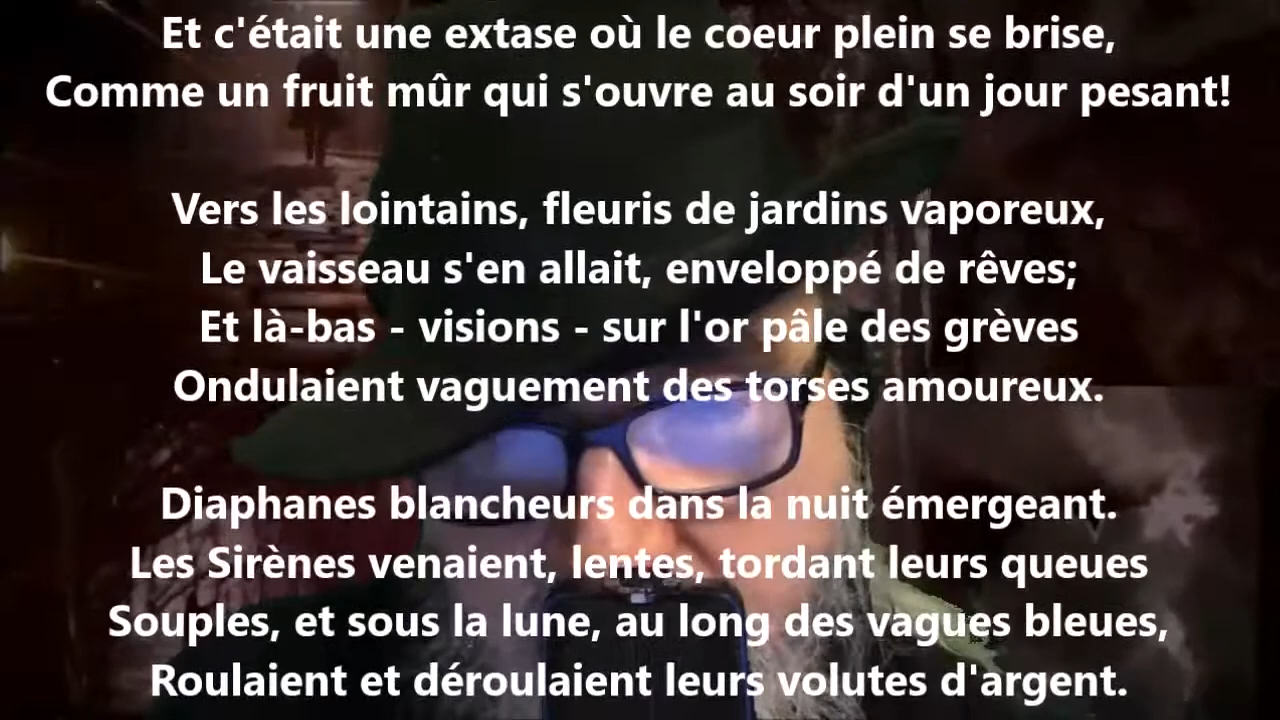 Et c'était une extase où le coeur plein se brise,
Comme un fruit mûr qui s'ouvre au soir d'un jour pesant!
Vers les lointains, fleuris de jardins vaporeux,
Le vaisseau s'en allait, enveloppé de rêves;
Et là-bas - visions - sur l'or pâle des grèves
Ondulaient vaguement des torses amoureux.
Diaphanes blancheurs dans la nuit émergeant.
Les Sirènes venaient, lentes, tordant leurs queues
Souples, et sous la lune, au long des vagues bleues,
Roulaient et déroulaient leurs volutes d'argent.